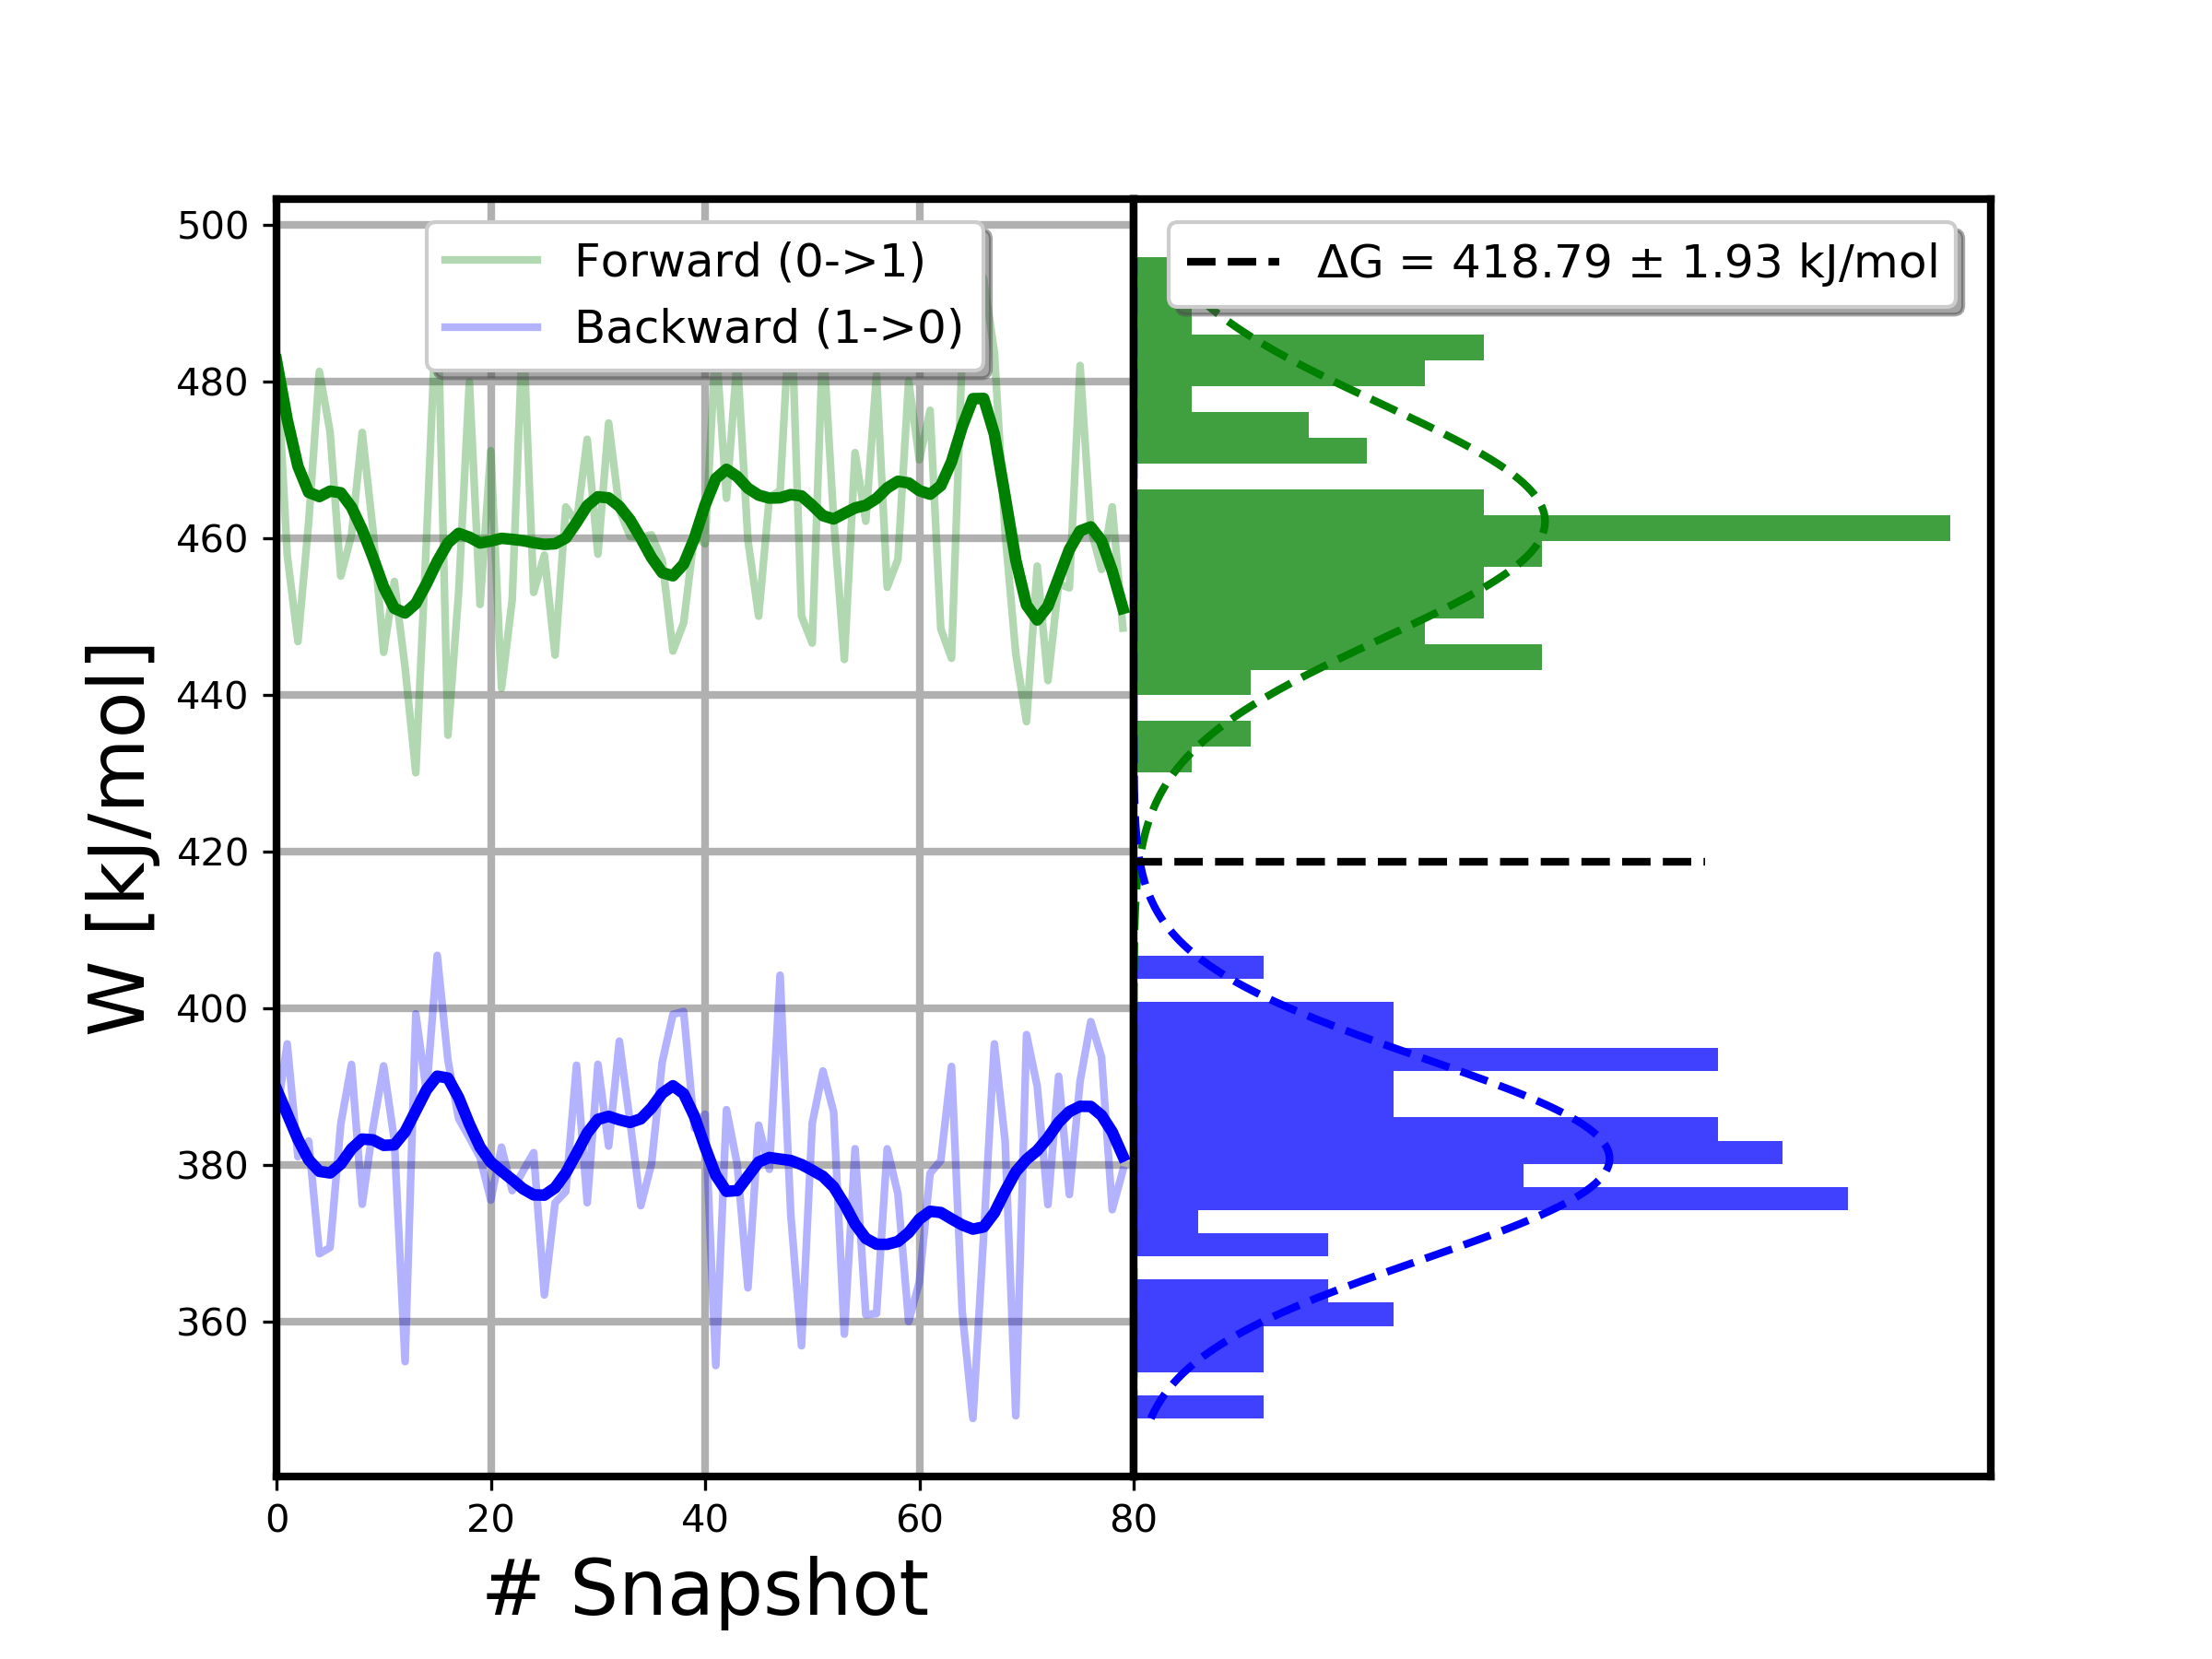 Forward (0->1)
Backward (1->0)
ΔG = 418.79 ± 1.93 kJ/mol
W [kJ/mol]
500
480
460
440
420
400
380
360
0 20 40 60 80
# Snapshot